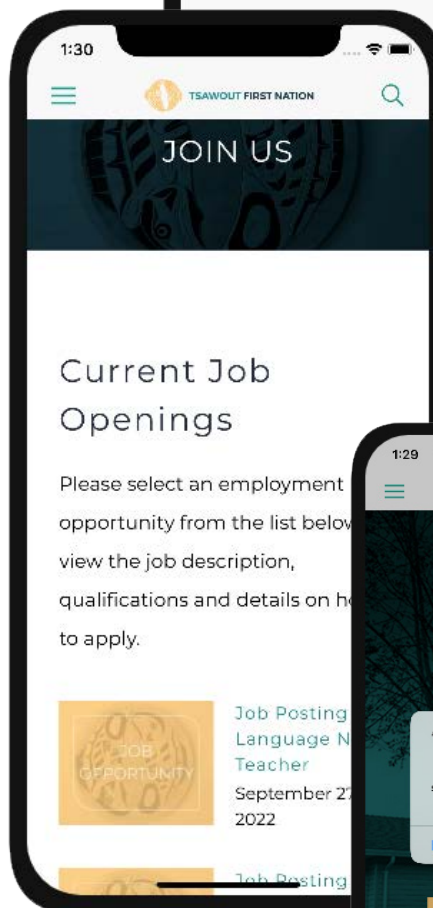 1:30
TSAWOUT FIRST NATION
JOIN US
Current Job
Openings
Please select an employment
opportunity from the list below
view the job description,
qualifications and details on
to apply.
JOB
OPPORTUNITY
Job Posting
Language
Teacher
September 27
2022
Job Posting
1:29